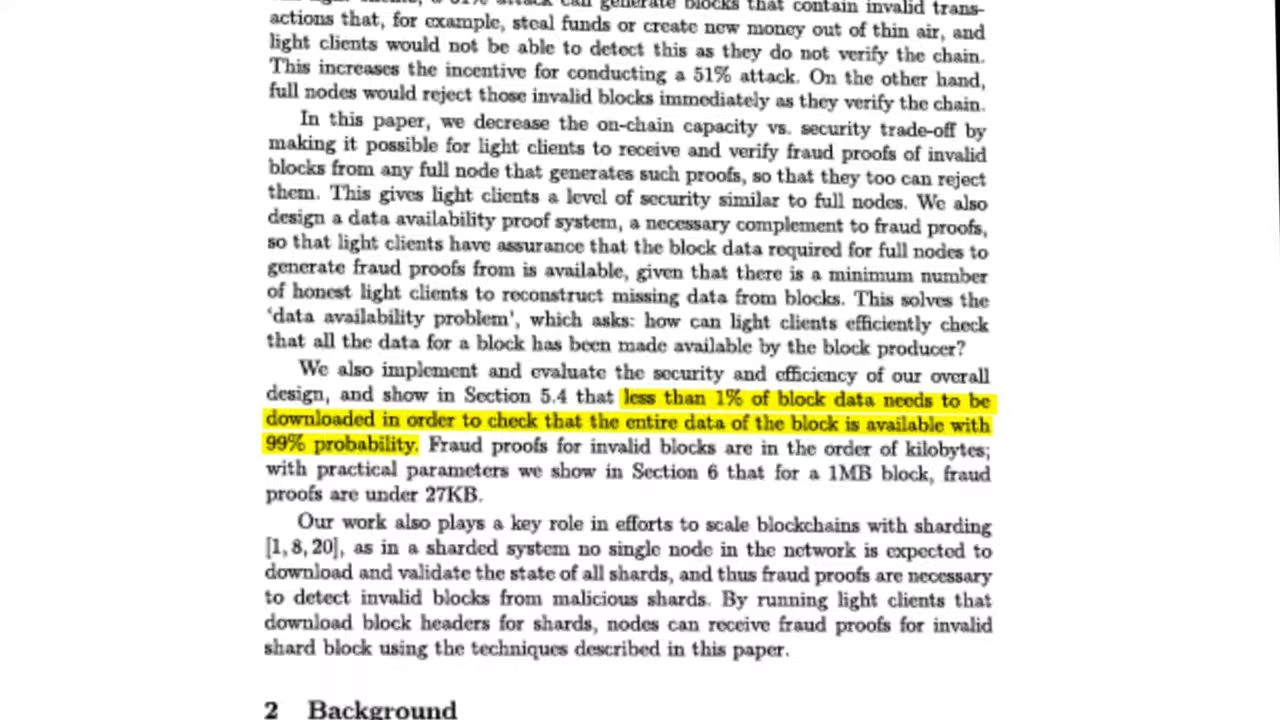 a 51% attack can generate blocks that contain invalid trans-
actions that, for example, steal funds or create new money out of thin air, and
light clients would not be able to detect this as they do not verify the chain.
This increases the incentive for conducting a 51% attack. On the other hand,
full nodes would reject those invalid blocks immediately as they verify the chain.
In this paper, we decrease the on-chain capacity vs. security trade-off by
making it possible for light clients to receive and verify fraud proofs of invalid
blocks from any full node that generates such proofs, so that they too can reject
them. This gives light clients a level of security similar to full nodes. We also
design a data availability proof system, a necessary complement to fraud proofs,
so that light clients have assurance that the block data required for full nodes to
generate fraud proofs from is available, given that there is a minimum number
of honest light clients to reconstruct missing data from blocks. This solves the
‘data availability problem’, which asks: how can light clients efficiently check
that all the data for a block has been made available by the block producer?
We also implement and evaluate the security and efficiency of our overall
design, and show in Section 5.4 that less than 1% of block data needs to be
downloaded in order to check that the entire data of the block is available with
99% probability. Fraud proofs for invalid blocks are in the order of kilobytes;
with practical parameters we show in Section 6 that for a 1MB block, fraud
proofs are under 27KB.
Our work also plays a key role in efforts to scale blockchains with sharding
[1, 8, 20], as in a sharded system no single node in the network is expected to
download and validate the state of all shards, and thus fraud proofs are necessary
to detect invalid blocks from malicious shards. By running light clients that
download block headers for shards, nodes can receive fraud proofs for invalid
shard block using the techniques described in this paper.
2 Background